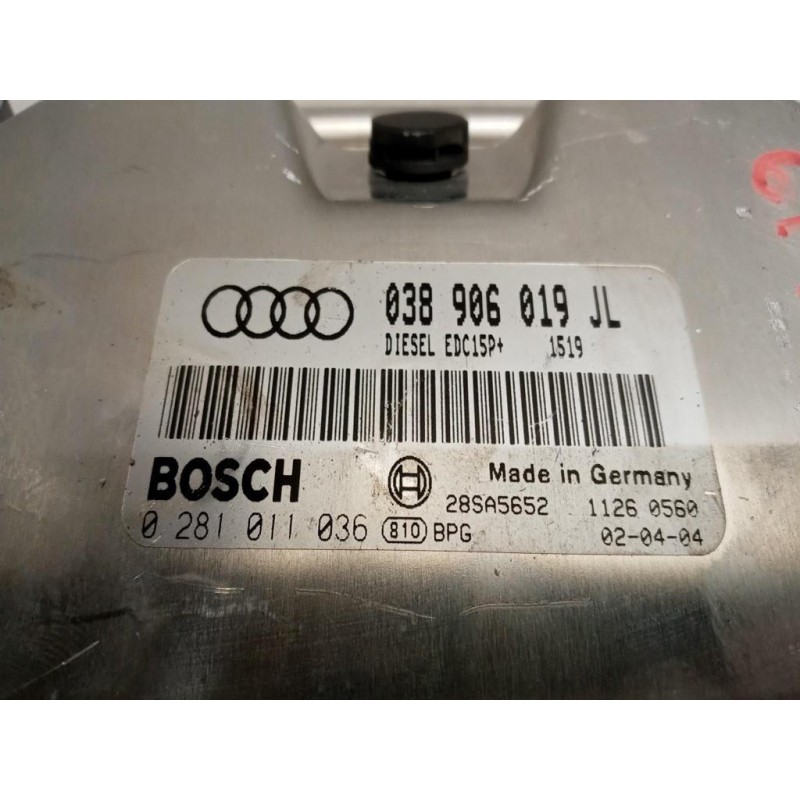 038 906 019 JL
DIESEL EDC15P+ 1519
BOSCH Made in Germany
28SA5652 1126 0560
0 281 011 036 810 BPG 02-04-04